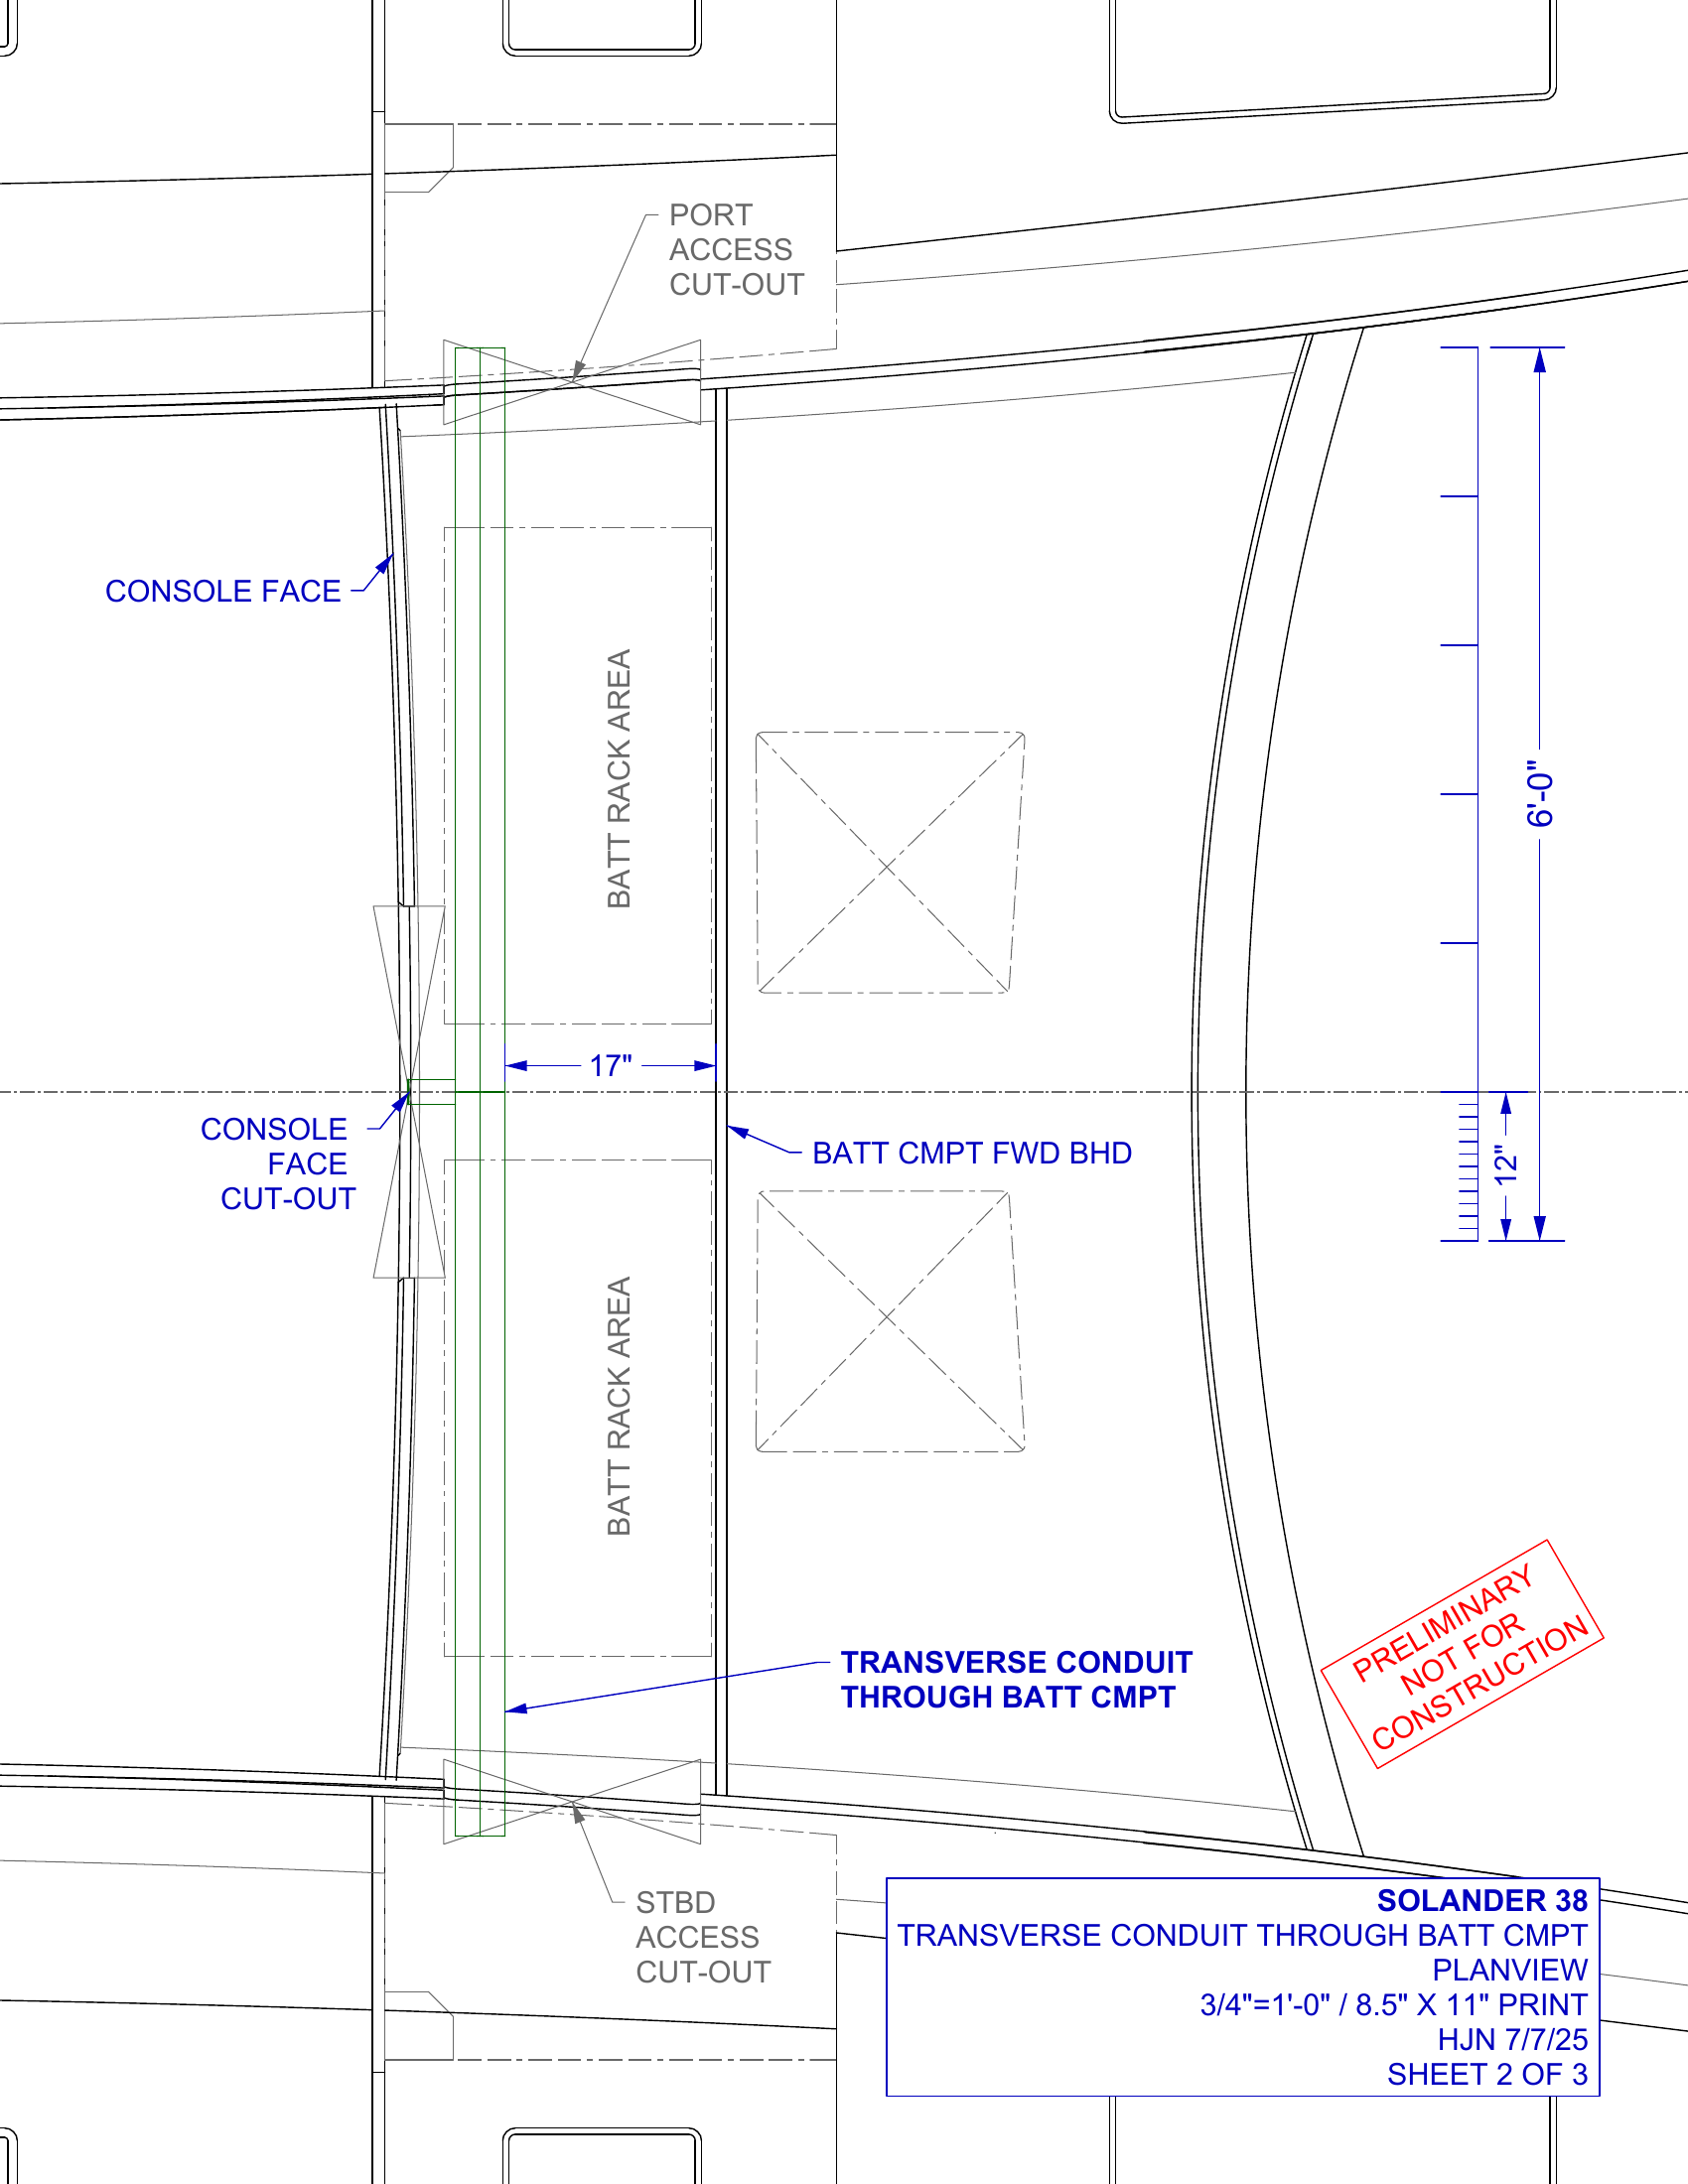 PORT
ACCESS
CUT-OUT
CONSOLE FACE
BATT RACK AREA
6'-0"
17"
CONSOLE
FACE
CUT-OUT
BATT CMPT FWD BHD
12"
BATT RACK AREA
TRANSVERSE CONDUIT
THROUGH BATT CMPT
PRELIMINARY
NOT FOR
CONSTRUCTION
STBD
ACCESS
CUT-OUT
SOLANDER 38
TRANSVERSE CONDUIT THROUGH BATT CMPT
PLANVIEW
3/4"=1'-0" / 8.5" X 11" PRINT
HJN 7/7/25
SHEET 2 OF 3